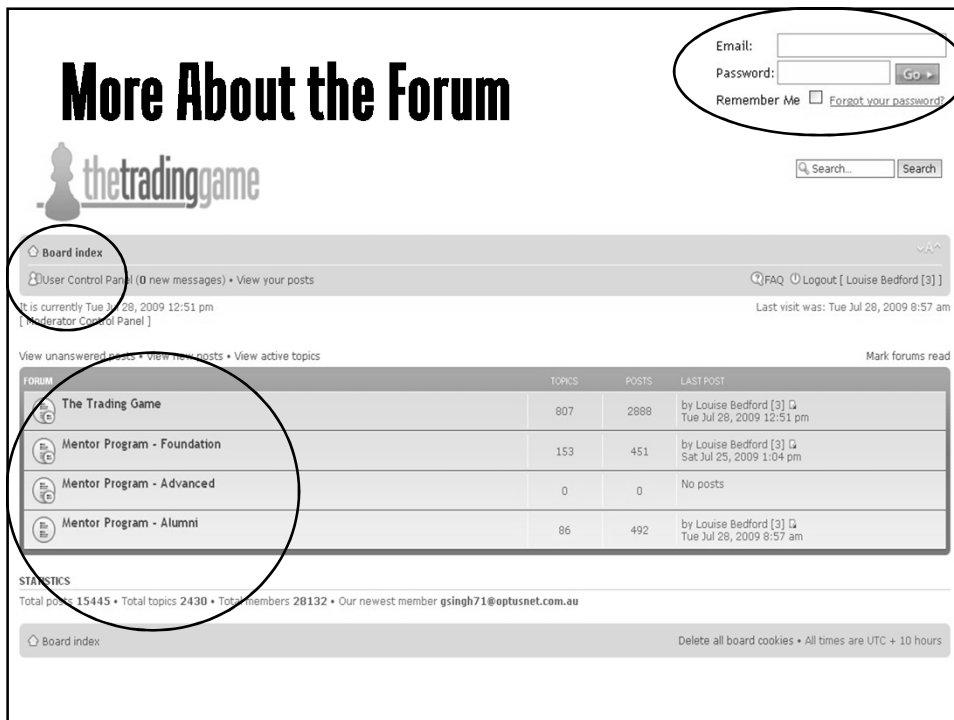 Email:
Password:
Go
Remember Me Forgot your password?
More About the Forum
thetradinggame
Search... Search
Board index
User Control Panel (0 new messages) • View your posts
FAQ Logout [ Louise Bedford [3] ]
It is currently Tue Jul 28, 2009 12:51 pm
Last visit was: Tue Jul 28, 2009 8:57 am
[ Moderator Control Panel ]
View unanswered posts • View new posts • View active topics
Mark forums read
FORUM TOPICS POSTS LAST POST
The Trading Game 807 2888 by Louise Bedford [3]
Tue Jul 28, 2009 12:51 pm
Mentor Program - Foundation 153 451 by Louise Bedford [3]
Sat Jul 25, 2009 1:04 pm
Mentor Program - Advanced 0 0 No posts
Mentor Program - Alumni 86 492 by Louise Bedford [3]
Tue Jul 28, 2009 8:57 am
STATISTICS
Total posts 15445 • Total topics 2430 • Total members 28132 • Our newest member gsingh71@optusnet.com.au
Board index
Delete all board cookies • All times are UTC + 10 hours